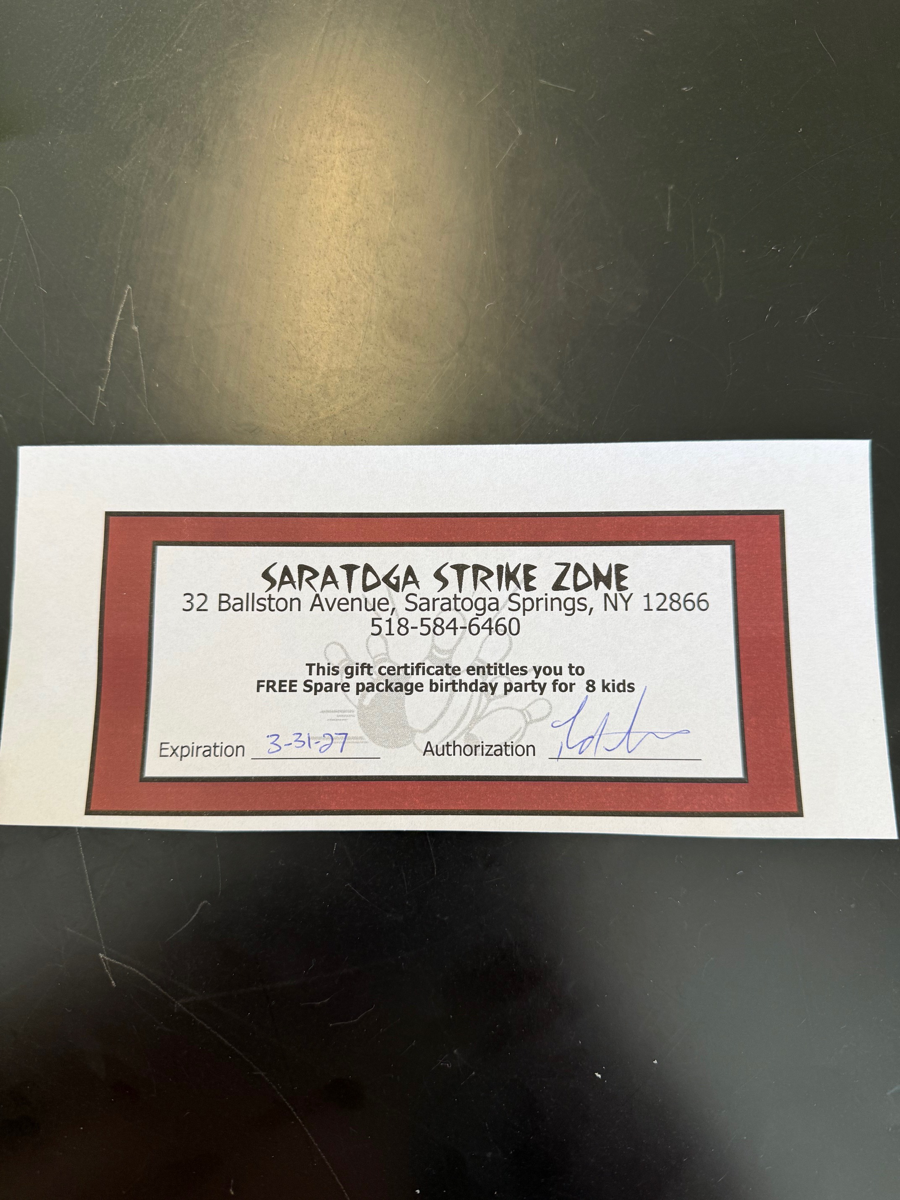 SARATOGA STRIKE ZONE
32 Ballston Avenue, Saratoga Springs, NY 12866
518-584-6460
This gift certificate entitles you to
FREE Spare package birthday party for 8 kids
Expiration 3-31-27 Authorization